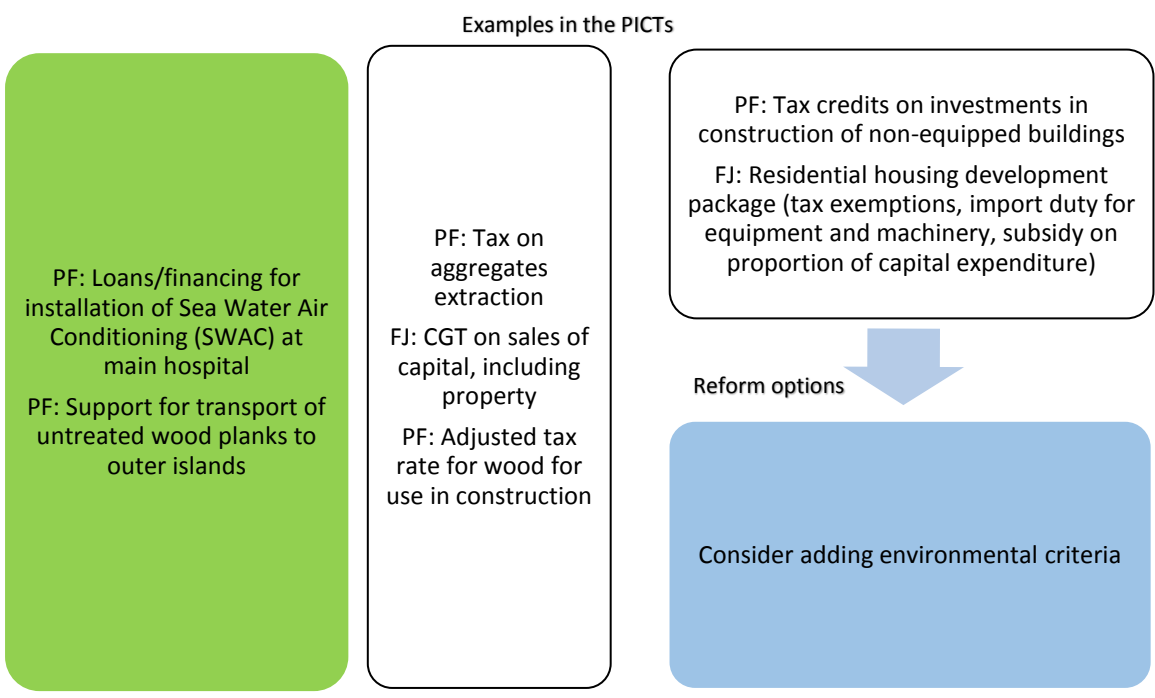 Examples in the PICTs
PF: Loans/financing for
installation of Sea Water Air
Conditioning (SWAC) at
main hospital
PF: Support for transport of
untreated wood planks to
outer islands
PF: Tax on
aggregates
extraction
FJ: CGT on sales of
capital, including
property
PF: Adjusted tax
rate for wood for
use in construction
PF: Tax credits on investments in
construction of non-equipped buildings
FJ: Residential housing development
package (tax exemptions, import duty for
equipment and machinery, subsidy on
proportion of capital expenditure)
Reform options
Consider adding environmental criteria